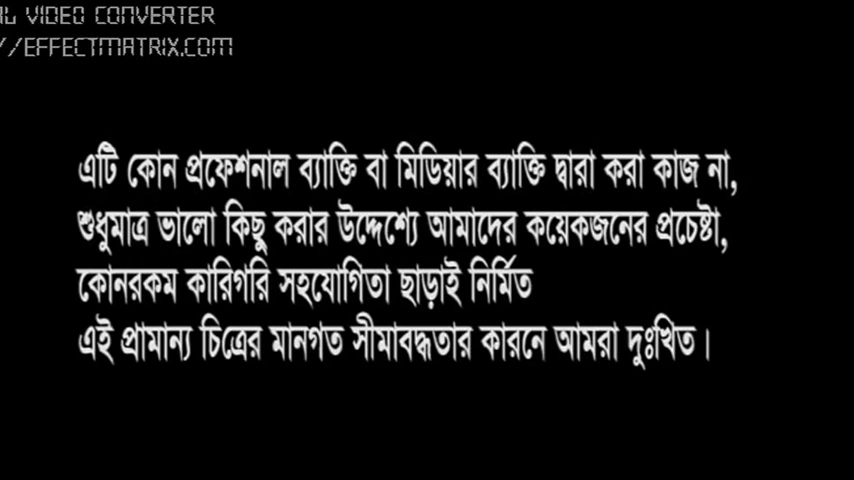 AL VIDEO CONVERTER
//EFFECTMATRIX.COM
এটি কোন প্রফেশনাল ব্যাক্তি বা মিডিয়ার ব্যাক্তি দ্বারা করা কাজ না,
শুধুমাত্র ভালো কিছু করার উদ্দেশ্যে আমাদের কয়েকজনের প্রচেষ্টা,
কোনরকম কারিগরি সহযোগিতা ছাড়াই নির্মিত
এই প্রামান্য চিত্রের মানগত সীমাবদ্ধতার কারনে আমরা দুঃখিত।